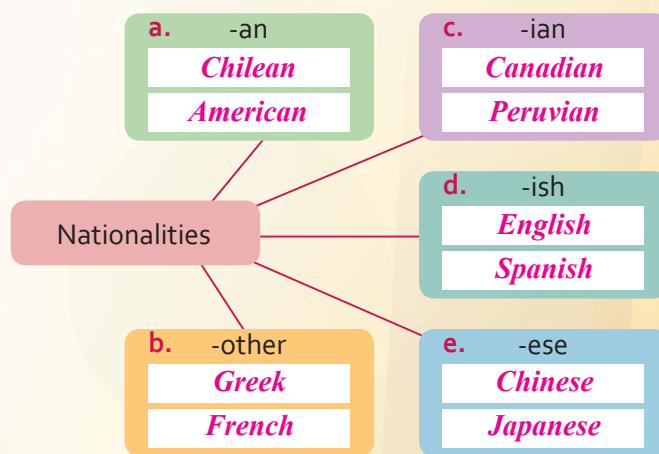 a. -an
Chilean
American
c. -ian
Canadian
Peruvian
Nationalities
d. -ish
English
Spanish
b. -other
Greek
French
e. -ese
Chinese
Japanese